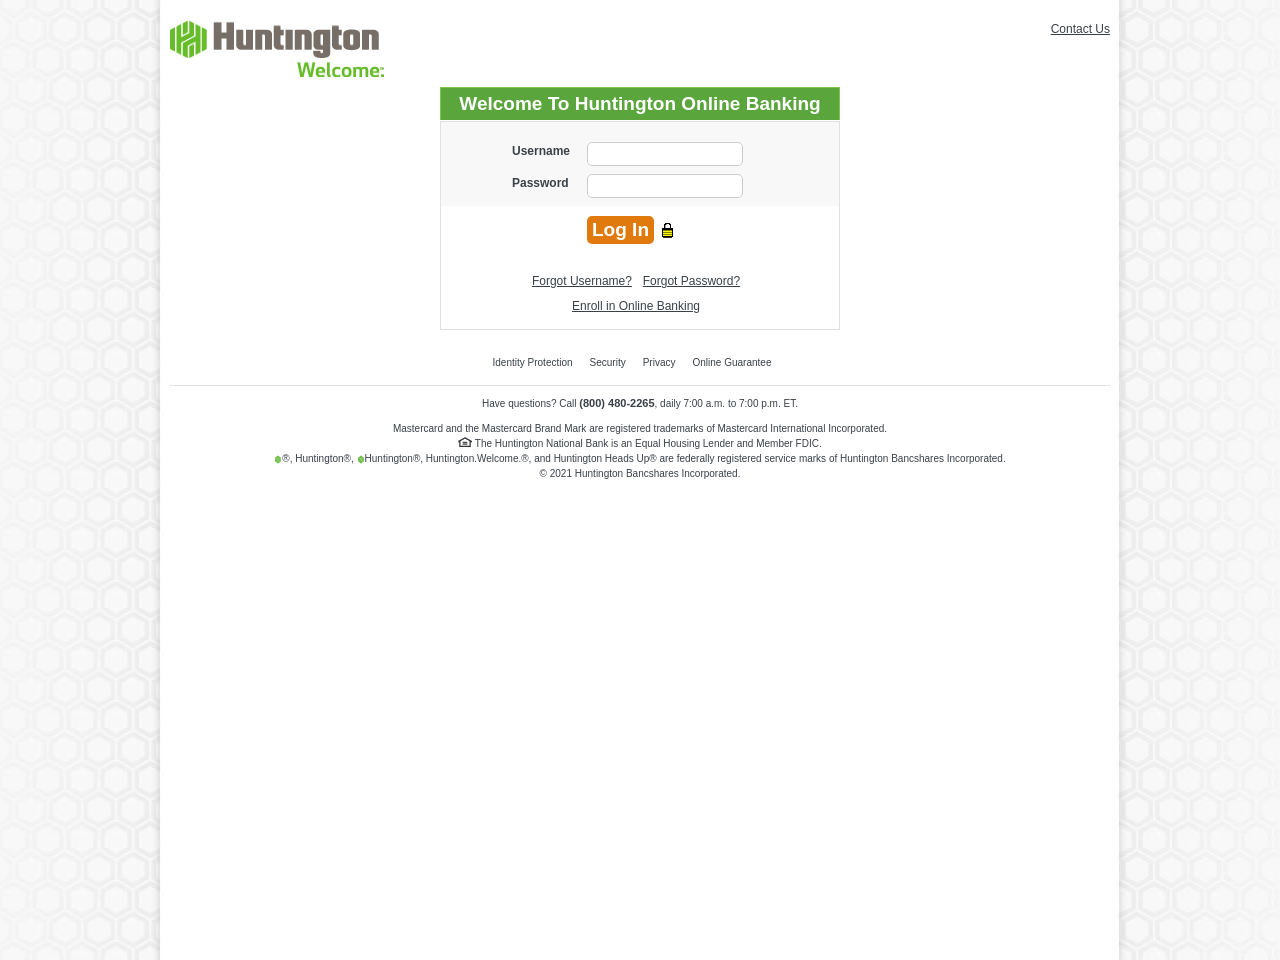 Huntington
Welcome.
Contact Us
Welcome To Huntington Online Banking
Username
Password
Log In
Forgot Username? Forgot Password?
Enroll in Online Banking
Identity Protection Security Privacy Online Guarantee
Have questions? Call (800) 480-2265, daily 7:00 a.m. to 7:00 p.m. ET.
Mastercard and the Mastercard Brand Mark are registered trademarks of Mastercard International Incorporated.
The Huntington National Bank is an Equal Housing Lender and Member FDIC.
®, Huntington®, Huntington®, Huntington.Welcome.®, and Huntington Heads Up® are federally registered service marks of Huntington Bancshares Incorporated.
© 2021 Huntington Bancshares Incorporated.